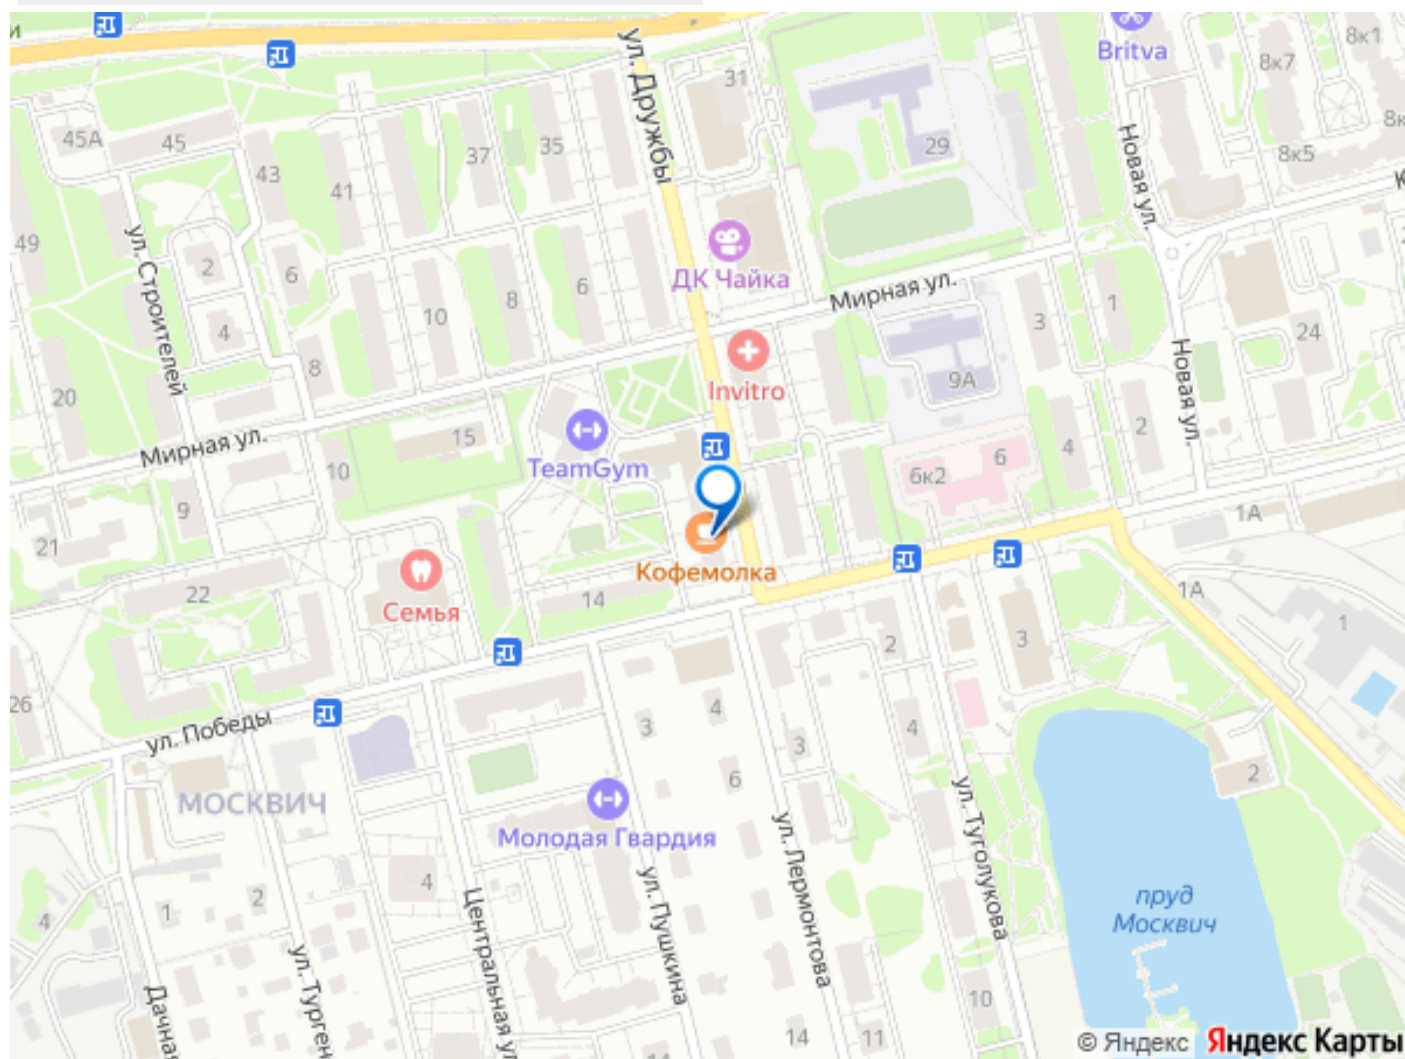 и
31
Britva
8к7
8к1
8к
8к5
45А
45
43
41
37
35
ул. Дружбы
29
Новая ул.
К
49
ул. Строителей
2
6
4
8
10
8
6
ДК Чайка
Мирная ул.
3
1
24
Invitro
9А
Новая ул.
20
Мирная ул.
15
TeamGym
10
9
21
6к2
6
4
2
1А
1А
1
Кофемолка
Семья
22
14
2
3
26
ул. Победы
3
4
3
4
6
2
МОСКВИЧ
Молодая Гвардия
ул. Пушкина
ул. Лермонтова
ул. Туголукова
4
1
2
4
Центральная ул
ул. Турген
Дачная
пруд
Москвич
10
14
11
© Яндекс Яндекс Карты